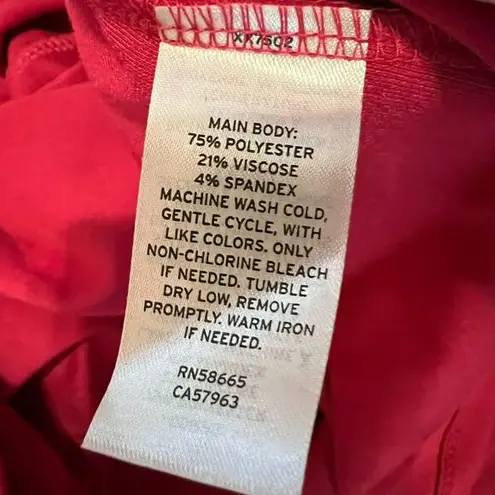 XX7502
MAIN BODY:
75% POLYESTER
21% VISCOSE
4% SPANDEX
MACHINE WASH COLD,
GENTLE CYCLE, WITH
LIKE COLORS. ONLY
NON-CHLORINE BLEACH
IF NEEDED. TUMBLE
DRY LOW, REMOVE
PROMPTLY. WARM IRON
IF NEEDED.
RN58665
CA57963